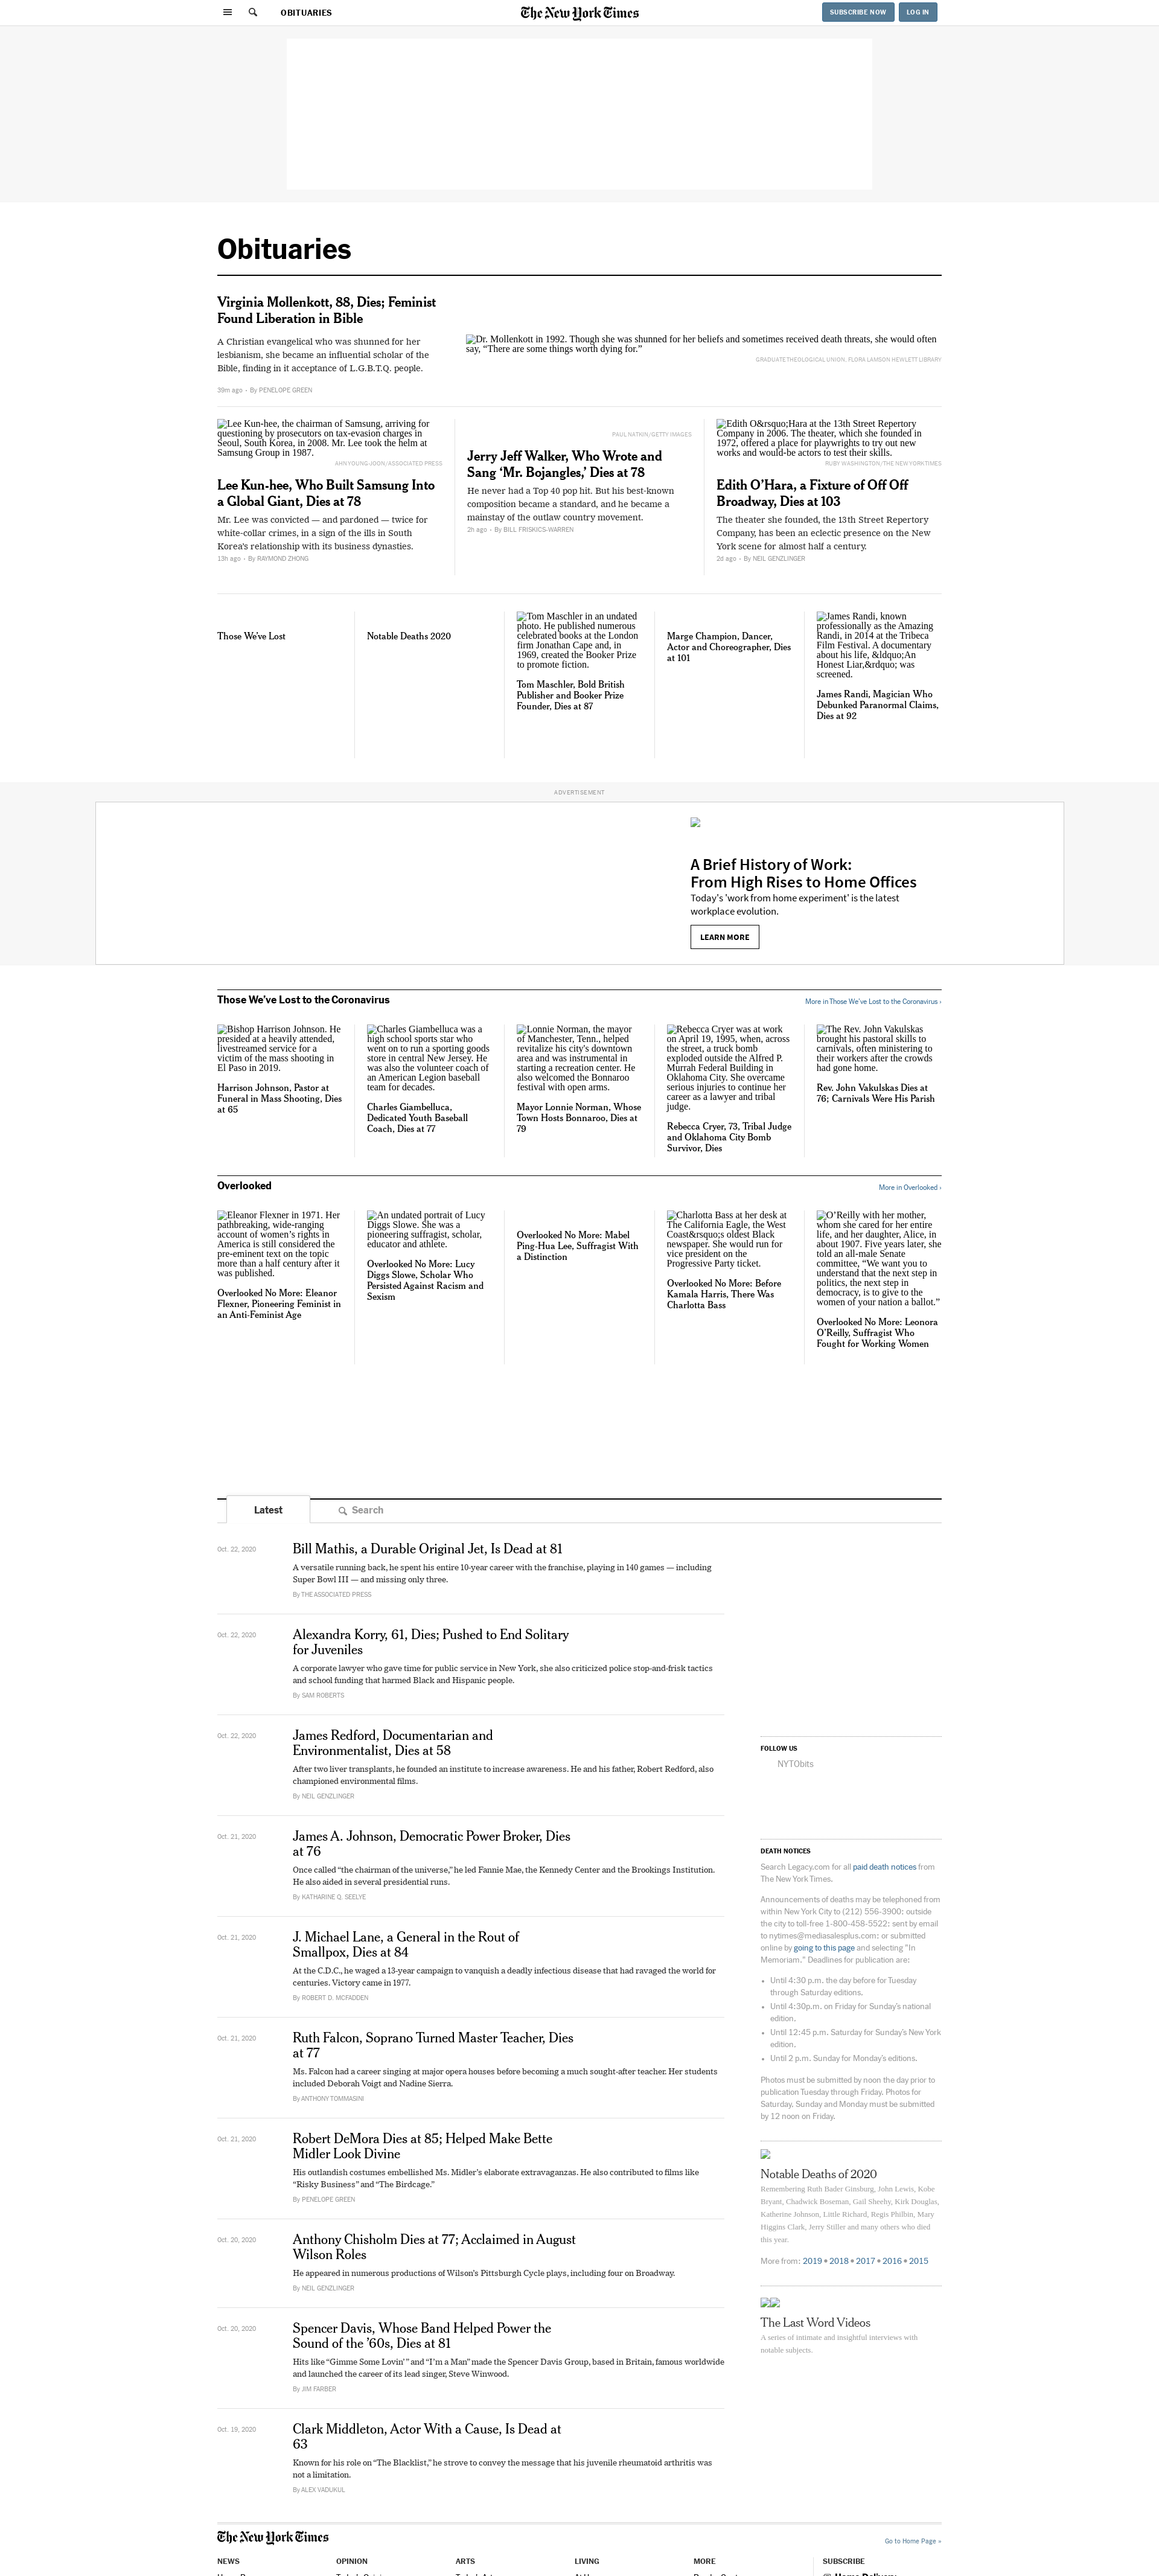 OBITUARIES
The New York Times
SUBSCRIBE NOW
LOG IN
Obituaries
Virginia Mollenkott, 88, Dies; Feminist
Found Liberation in Bible
A Christian evangelical who was shunned for her
lesbianism, she became an influential scholar of the
Bible, finding in it acceptance of L.G.B.T.Q. people.
39m ago • By PENELOPE GREEN
Dr. Mollenkott in 1992. Though she was shunned for her beliefs and sometimes received death threats, she would often
say, “There are some things worth dying for.”
GRADUATE THEOLOGICAL UNION, FLORA LAMSON HEWLETT LIBRARY
Lee Kun-hee, the chairman of Samsung, arriving for
questioning by prosecutors on tax-evasion charges in
Seoul, South Korea, in 2008. Mr. Lee took the helm at
Samsung Group in 1987.
AHN YOUNG-JOON/ASSOCIATED PRESS
Lee Kun-hee, Who Built Samsung Into
a Global Giant, Dies at 78
Mr. Lee was convicted — and pardoned — twice for
white-collar crimes, in a sign of the ills in South
Korea’s relationship with its business dynasties.
13h ago • By RAYMOND ZHONG
PAUL NATKIN/GETTY IMAGES
Jerry Jeff Walker, Who Wrote and
Sang ‘Mr. Bojangles,’ Dies at 78
He never had a Top 40 pop hit. But his best-known
composition became a standard, and he became a
mainstay of the outlaw country movement.
2h ago • By BILL FRISKICS-WARREN
Edith O&rsquo;Hara at the 13th Street Repertory
Company in 2006. The theater, which she founded in
1972, offered a place for playwrights to try out new
works and would-be actors to test their skills.
RUBY WASHINGTON/THE NEW YORK TIMES
Edith O’Hara, a Fixture of Off Off
Broadway, Dies at 103
The theater she founded, the 13th Street Repertory
Company, has been an eclectic presence on the New
York scene for almost half a century.
2d ago • By NEIL GENZLINGER
Those We’ve Lost
Notable Deaths 2020
Tom Maschler in an undated
photo. He published numerous
celebrated books at the London
firm Jonathan Cape and, in
1969, created the Booker Prize
to promote fiction.
Tom Maschler, Bold British
Publisher and Booker Prize
Founder, Dies at 87
Marge Champion, Dancer,
Actor and Choreographer, Dies
at 101
James Randi, known
professionally as the Amazing
Randi, in 2014 at the Tribeca
Film Festival. A documentary
about his life, &ldquo;An
Honest Liar,&rdquo; was
screened.
James Randi, Magician Who
Debunked Paranormal Claims,
Dies at 92
ADVERTISEMENT
A Brief History of Work:
From High Rises to Home Offices
Today's 'work from home experiment' is the latest
workplace evolution.
LEARN MORE
Those We’ve Lost to the Coronavirus
More in Those We’ve Lost to the Coronavirus ›
Bishop Harrison Johnson. He
presided at a heavily attended,
livestreamed service for a
victim of the mass shooting in
El Paso in 2019.
Harrison Johnson, Pastor at
Funeral in Mass Shooting, Dies
at 65
Charles Giambelluca was a
high school sports star who
went on to run a sporting goods
store in central New Jersey. He
was also the volunteer coach of
an American Legion baseball
team for decades.
Charles Giambelluca,
Dedicated Youth Baseball
Coach, Dies at 77
Lonnie Norman, the mayor
of Manchester, Tenn., helped
revitalize his city's downtown
area and was instrumental in
starting a recreation center. He
also welcomed the Bonnaroo
festival with open arms.
Mayor Lonnie Norman, Whose
Town Hosts Bonnaroo, Dies at
79
Rebecca Cryer was at work
on April 19, 1995, when, across
the street, a truck bomb
exploded outside the Alfred P.
Murrah Federal Building in
Oklahoma City. She overcame
serious injuries to continue her
career as a lawyer and tribal
judge.
Rebecca Cryer, 73, Tribal Judge
and Oklahoma City Bomb
Survivor, Dies
The Rev. John Vakulskas
brought his pastoral skills to
carnivals, often ministering to
their workers after the crowds
had gone home.
Rev. John Vakulskas Dies at
76; Carnivals Were His Parish
Overlooked
More in Overlooked ›
Eleanor Flexner in 1971. Her
pathbreaking, wide-ranging
account of women’s rights in
America is still considered the
pre-eminent text on the topic
more than a half century after it
was published.
Overlooked No More: Eleanor
Flexner, Pioneering Feminist in
an Anti-Feminist Age
An undated portrait of Lucy
Diggs Slowe. She was a
pioneering suffragist, scholar,
educator and athlete.
Overlooked No More: Lucy
Diggs Slowe, Scholar Who
Persisted Against Racism and
Sexism
Overlooked No More: Mabel
Ping-Hua Lee, Suffragist With
a Distinction
Charlotta Bass at her desk at
The California Eagle, the West
Coast&rsquo;s oldest Black
newspaper. She would run for
vice president on the
Progressive Party ticket.
Overlooked No More: Before
Kamala Harris, There Was
Charlotta Bass
O’Reilly with her mother,
whom she cared for her entire
life, and her daughter, Alice, in
about 1907. Five years later, she
told an all-male Senate
committee, “We want you to
understand that the next step in
politics, the next step in
democracy, is to give to the
women of your nation a ballot.”
Overlooked No More: Leonora
O’Reilly, Suffragist Who
Fought for Working Women
Latest
Search
Oct. 22, 2020
Bill Mathis, a Durable Original Jet, Is Dead at 81
A versatile running back, he spent his entire 10-year career with the franchise, playing in 140 games — including
Super Bowl III — and missing only three.
By THE ASSOCIATED PRESS
Oct. 22, 2020
Alexandra Korry, 61, Dies; Pushed to End Solitary
for Juveniles
A corporate lawyer who gave time for public service in New York, she also criticized police stop-and-frisk tactics
and school funding that harmed Black and Hispanic people.
By SAM ROBERTS
Oct. 22, 2020
James Redford, Documentarian and
Environmentalist, Dies at 58
After two liver transplants, he founded an institute to increase awareness. He and his father, Robert Redford, also
championed environmental films.
By NEIL GENZLINGER
Oct. 21, 2020
James A. Johnson, Democratic Power Broker, Dies
at 76
Once called “the chairman of the universe,” he led Fannie Mae, the Kennedy Center and the Brookings Institution.
He also aided in several presidential runs.
By KATHARINE Q. SEELYE
Oct. 21, 2020
J. Michael Lane, a General in the Rout of
Smallpox, Dies at 84
At the C.D.C., he waged a 13-year campaign to vanquish a deadly infectious disease that had ravaged the world for
centuries. Victory came in 1977.
By ROBERT D. MCFADDEN
Oct. 21, 2020
Ruth Falcon, Soprano Turned Master Teacher, Dies
at 77
Ms. Falcon had a career singing at major opera houses before becoming a much sought-after teacher. Her students
included Deborah Voigt and Nadine Sierra.
By ANTHONY TOMMASINI
Oct. 21, 2020
Robert DeMora Dies at 85; Helped Make Bette
Midler Look Divine
His outlandish costumes embellished Ms. Midler’s elaborate extravaganzas. He also contributed to films like
“Risky Business” and “The Birdcage.”
By PENELOPE GREEN
Oct. 20, 2020
Anthony Chisholm Dies at 77; Acclaimed in August
Wilson Roles
He appeared in numerous productions of Wilson’s Pittsburgh Cycle plays, including four on Broadway.
By NEIL GENZLINGER
Oct. 20, 2020
Spencer Davis, Whose Band Helped Power the
Sound of the ’60s, Dies at 81
Hits like “Gimme Some Lovin’ ” and “I’m a Man” made the Spencer Davis Group, based in Britain, famous worldwide
and launched the career of its lead singer, Steve Winwood.
By JIM FARBER
Oct. 19, 2020
Clark Middleton, Actor With a Cause, Is Dead at
63
Known for his role on “The Blacklist,” he strove to convey the message that his juvenile rheumatoid arthritis was
not a limitation.
By ALEX VADUKUL
FOLLOW US
NYTObits
DEATH NOTICES
Search Legacy.com for all paid death notices from
The New York Times.
Announcements of deaths may be telephoned from
within New York City to (212) 556-3900; outside
the city to toll-free 1-800-458-5522; sent by email
to nytimes@mediasalesplus.com; or submitted
online by going to this page and selecting "In
Memoriam." Deadlines for publication are:
• Until 4:30 p.m. the day before for Tuesday
through Saturday editions.
• Until 4:30p.m. on Friday for Sunday’s national
edition.
• Until 12:45 p.m. Saturday for Sunday’s New York
edition.
• Until 2 p.m. Sunday for Monday’s editions.
Photos must be submitted by noon the day prior to
publication Tuesday through Friday. Photos for
Saturday, Sunday and Monday must be submitted
by 12 noon on Friday.
Notable Deaths of 2020
Remembering Ruth Bader Ginsburg, John Lewis, Kobe
Bryant, Chadwick Boseman, Gail Sheehy, Kirk Douglas,
Katherine Johnson, Little Richard, Regis Philbin, Mary
Higgins Clark, Jerry Stiller and many others who died
this year.
More from: 2019 • 2018 • 2017 • 2016 • 2015
The Last Word Videos
A series of intimate and insightful interviews with
notable subjects.
The New York Times
Go to Home Page »
NEWS
OPINION
ARTS
LIVING
MORE
SUBSCRIBE